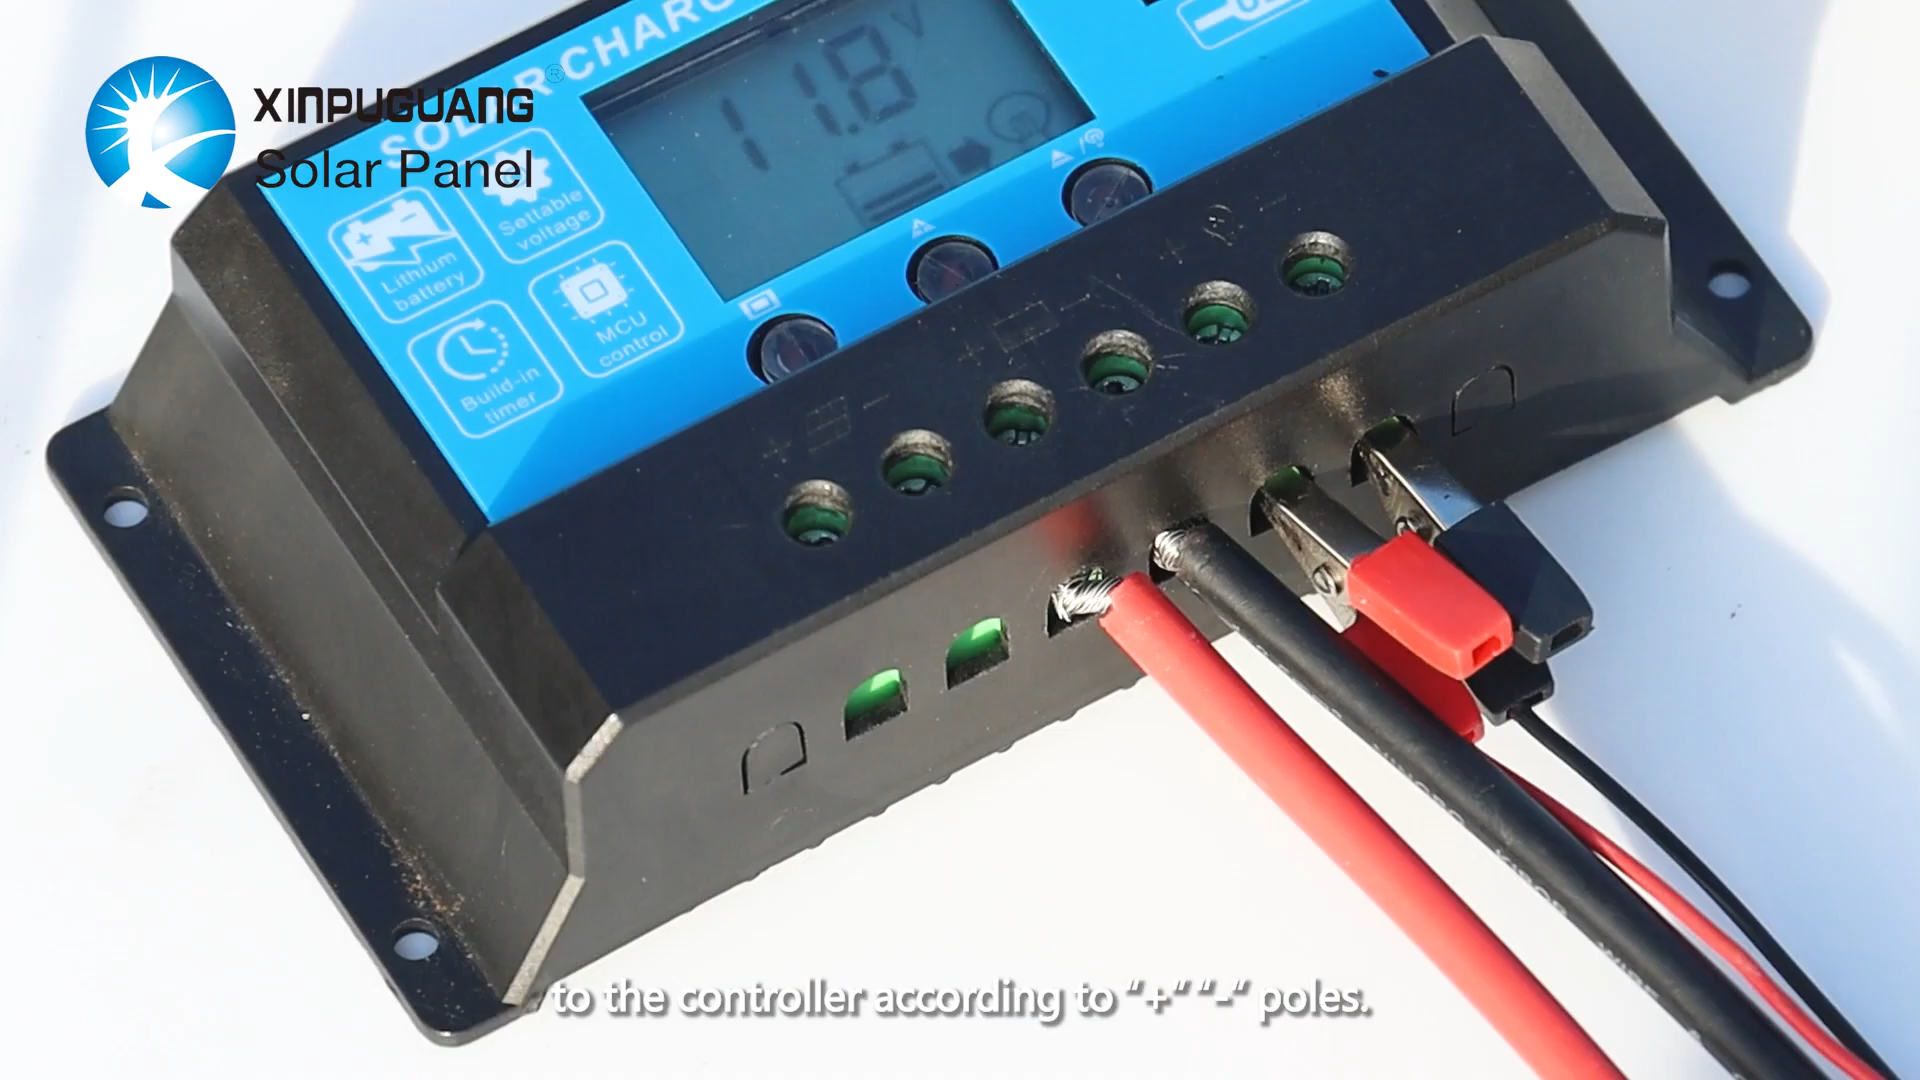 XINPUGUANG
®
Solar Panel
SOLAR CHARG
11.8 V
Lithium
battery
Settable
voltage
Build-in
timer
MCU
control
to the controller according to “+” “-” poles.